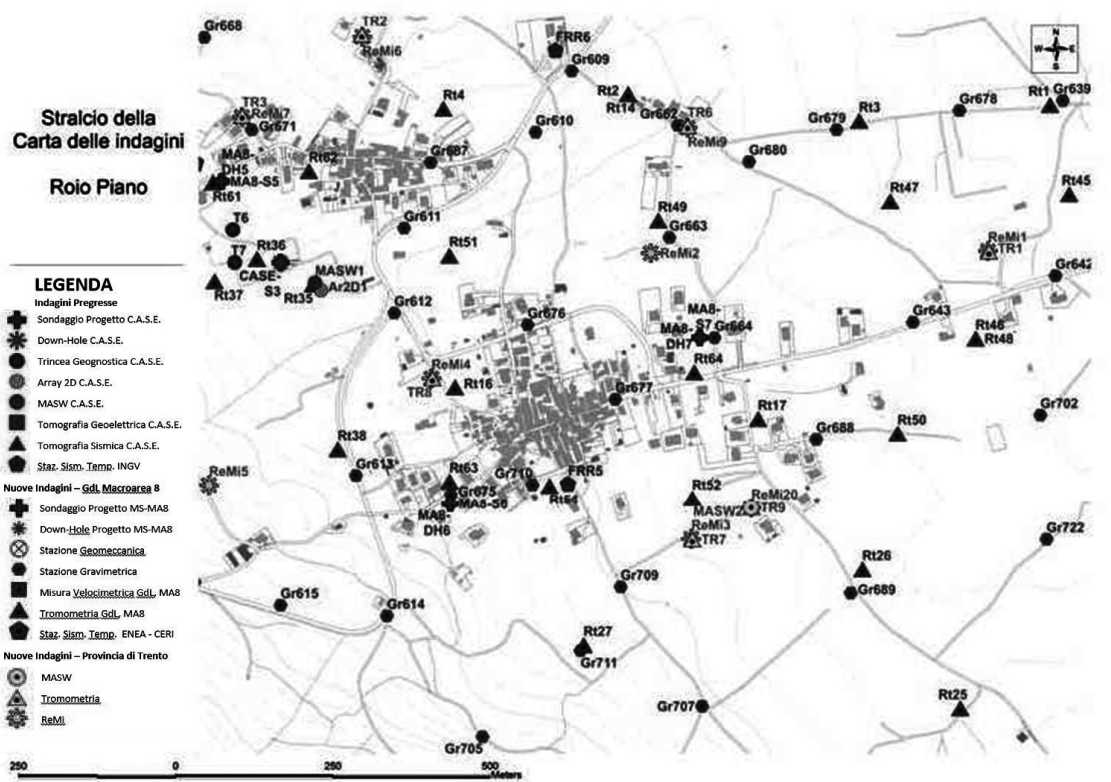 Stralcio della
Carta delle indagini
Roio Piano
LEGENDA
Indagini Pregresse
Sondaggio Progetto C.A.S.E.
Down-Hole C.A.S.E.
Trincea Geognostica C.A.S.E.
Array 2D C.A.S.E.
MASW C.A.S.E.
Tomografia Geoelettrica C.A.S.E.
Tomografia Sismica C.A.S.E.
Staz. Sism. Temp. INGV
Nuove Indagini – GdL Macroarea 8
Sondaggio Progetto MS-MA8
Down-Hole Progetto MS-MA8
Stazione Geomeccanica
Stazione Gravimetrica
Misura Velocimetrica GdL MA8
Tromometria GdL MA8
Staz. Sism. Temp. ENEA - CERI
Nuove Indagini – Provincia di Trento
MASW
Tromometria
ReMi
250 0 250 500
Meters
N
W E
S
Gr668
TR2
ReMi6
FRR6
Gr609
TR3
ReMi7
Gr671
Rt4
Rt2
Rt14
Gr610
Gr662
TR6
ReMi9
Gr679
Rt3
Gr678
Rt1
Gr639
MA8-
DH5
MA8-S5
Rt61
Rt62
Gr687
Gr680
Rt47
Rt45
T6
Gr611
Rt49
Gr663
T7
Rt36
Rt51
ReMi2
ReMi1
TR1
Rt37
CASE-
S3
Rt35
MASW1
Ar2D1
Gr642
Gr612
Gr676
MA8-
S7
MA8-
DH7
Gr664
Gr643
Rt46
Rt48
ReMi4
TR8
Rt16
Rt64
Gr677
Rt17
Gr702
Rt38
Gr688
Rt50
ReMi5
Gr613
Rt63
Gr675
MA8-S6
MA8-
DH6
Gr710
FRR5
Rt52
MASW2
ReMi20
TR9
ReMi3
TR7
Gr722
Rt26
Gr615
Gr614
Gr709
Gr689
Rt27
Gr711
Gr707
Rt25
Gr705